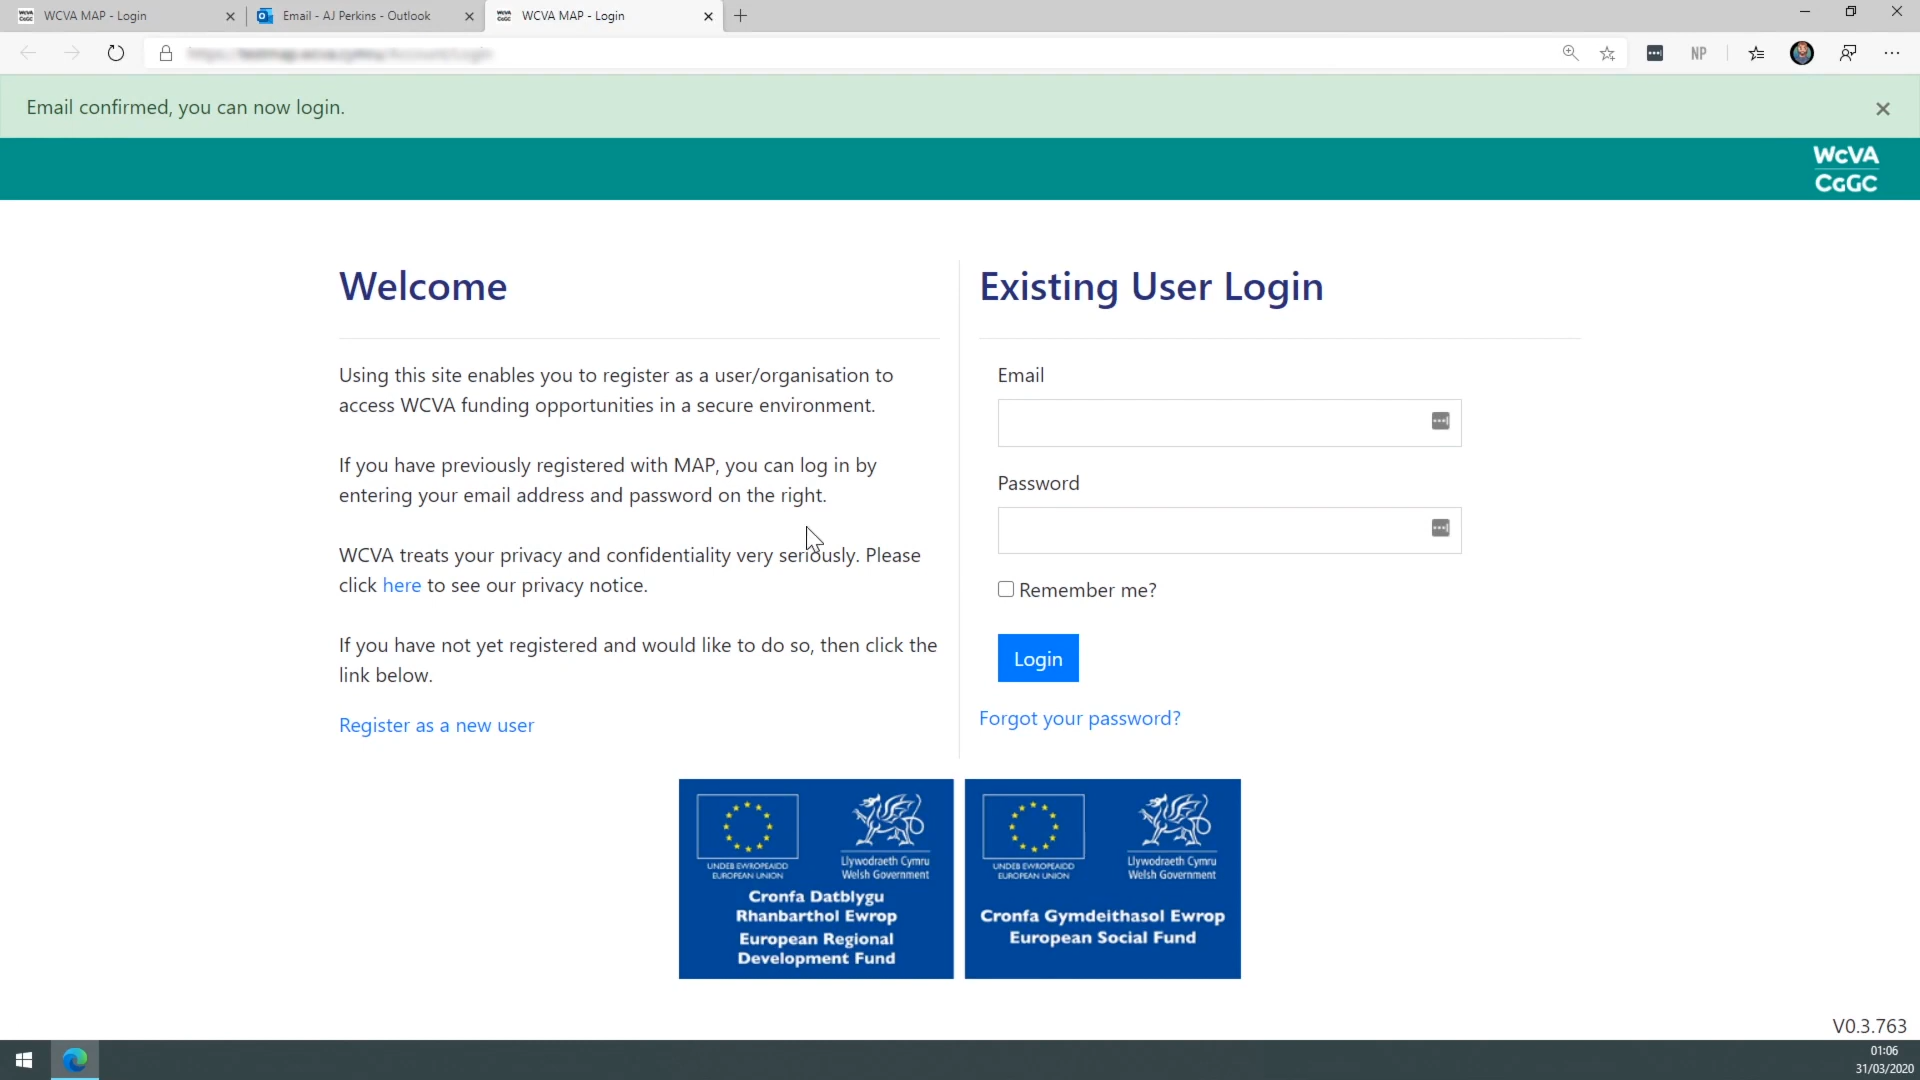 WCVA MAP - Login
Email - AJ Perkins - Outlook
WCVA MAP - Login
NP
Email confirmed, you can now login.
WCVA
CGGC
Welcome
Using this site enables you to register as a user/organisation to
access WCVA funding opportunities in a secure environment.
If you have previously registered with MAP, you can log in by
entering your email address and password on the right.
WCVA treats your privacy and confidentiality very seriously. Please
click here to see our privacy notice.
If you have not yet registered and would like to do so, then click the
link below.
Register as a new user
Existing User Login
Email
Password
Remember me?
Login
Forgot your password?
UNDEB EWROPEAIDD
EUROPEAN UNION
Llywodraeth Cymru
Welsh Government
Cronfa Datblygu
Rhanbarthol Ewrop
European Regional
Development Fund
UNDEB EWROPEAIDD
EUROPEAN UNION
Llywodraeth Cymru
Welsh Government
Cronfa Gymdeithasol Ewrop
European Social Fund
V0.3.763
01:06
31/03/2020